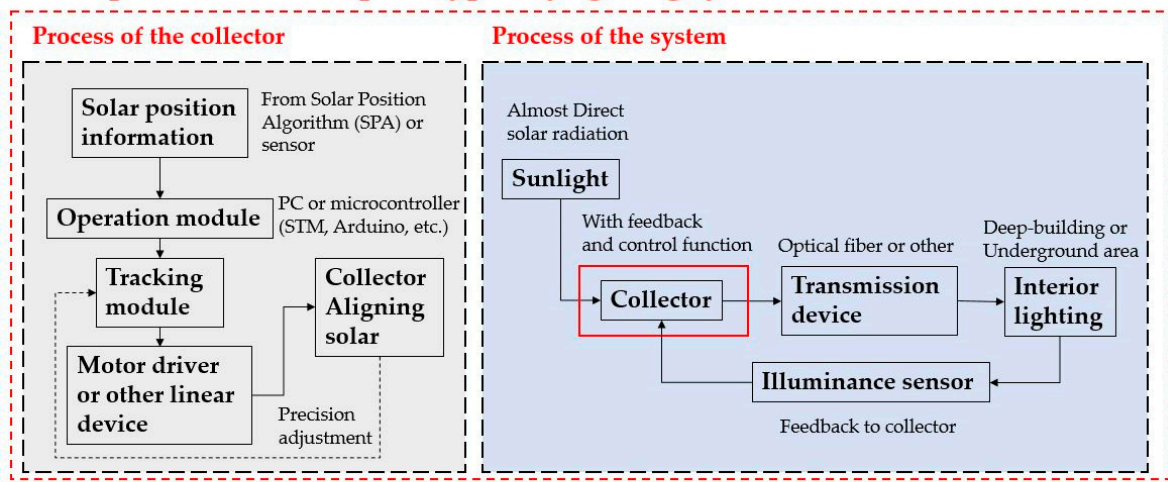 Process of the collector
Solar position
information
From Solar Position
Algorithm (SPA) or
sensor
Operation module
PC or microcontroller
(STM, Arduino, etc.)
Tracking
module
Collector
Aligning
solar
Motor driver
or other linear
device
Precision
adjustment
Process of the system
Almost Direct
solar radiation
Sunlight
With feedback
and control function
Collector
Optical fiber or other
Transmission
device
Deep-building or
Underground area
Interior
lighting
Illuminance sensor
Feedback to collector